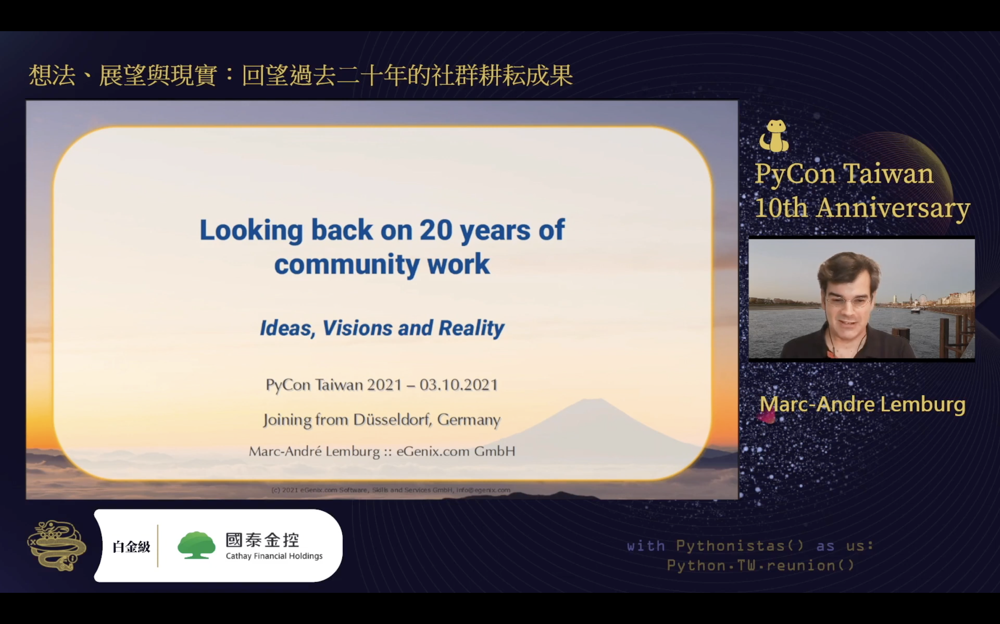 想法、展望與現實：回望過去二十年的社群耕耘成果
Looking back on 20 years of
community work
Ideas, Visions and Reality
PyCon Taiwan 2021 – 03.10.2021
Joining from Düsseldorf, Germany
Marc-André Lemburg :: eGenix.com GmbH
(c) 2021 eGenix.com Software, Skills and Services GmbH, info@egenix.com
PyCon Taiwan
10th Anniversary
Marc-Andre Lemburg
白金級
國泰金控
Cathay Financial Holdings
with Pythonistas() as us:
Python.TW.reunion()